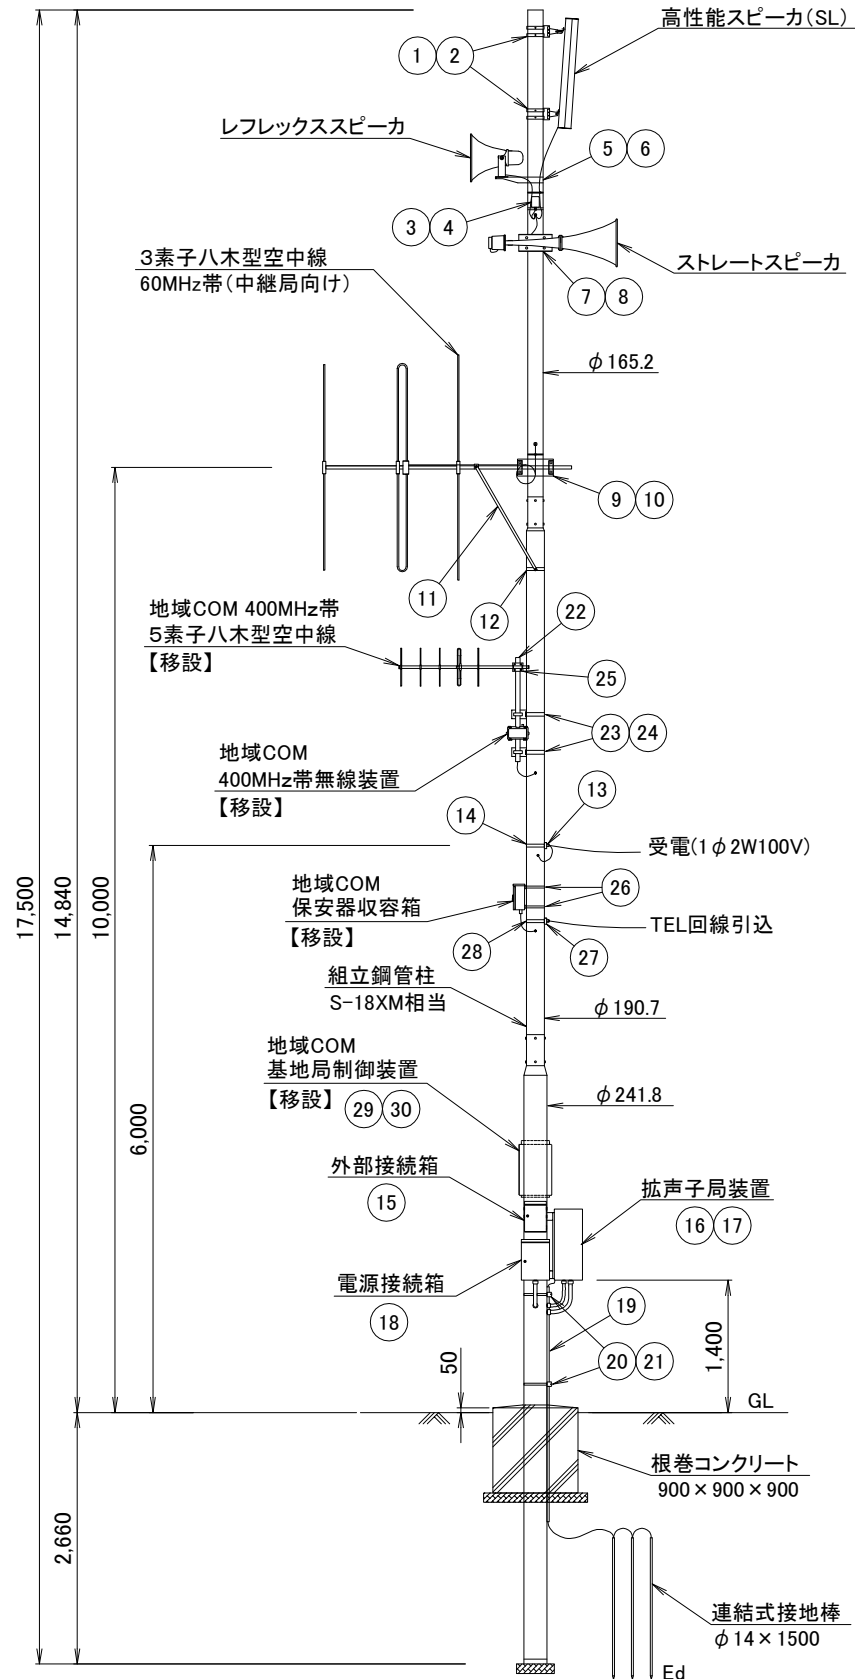 高性能スピーカ(SL)
1 2
レフレックススピーカ
5 6
3 4
3素子八木型空中線
60MHz帯(中継局向け)
ストレートスピーカ
7 8
φ165.2
9 10
11
12
地域COM 400MHz帯
5素子八木型空中線
【移設】
22
25
地域COM
400MHz帯無線装置
【移設】
23 24
14
13
受電(1φ2W100V)
地域COM
保安器収容箱
【移設】
26
28
27
TEL回線引込
組立鋼管柱
S-18XM相当
φ190.7
地域COM
基地局制御装置
【移設】 29 30
φ241.8
外部接続箱
15
拡声子局装置
16 17
電源接続箱
18
19
20 21
17,500
14,840
10,000
6,000
1,400
50
GL
根巻コンクリート
900×900×900
2,660
連結式接地棒
φ14×1500
Ed